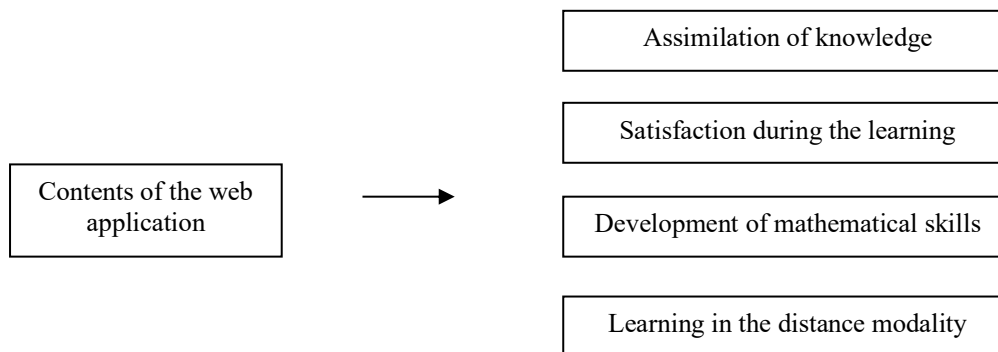 Assimilation of knowledge
Satisfaction during the learning
Contents of the web
application
Development of mathematical skills
Learning in the distance modality